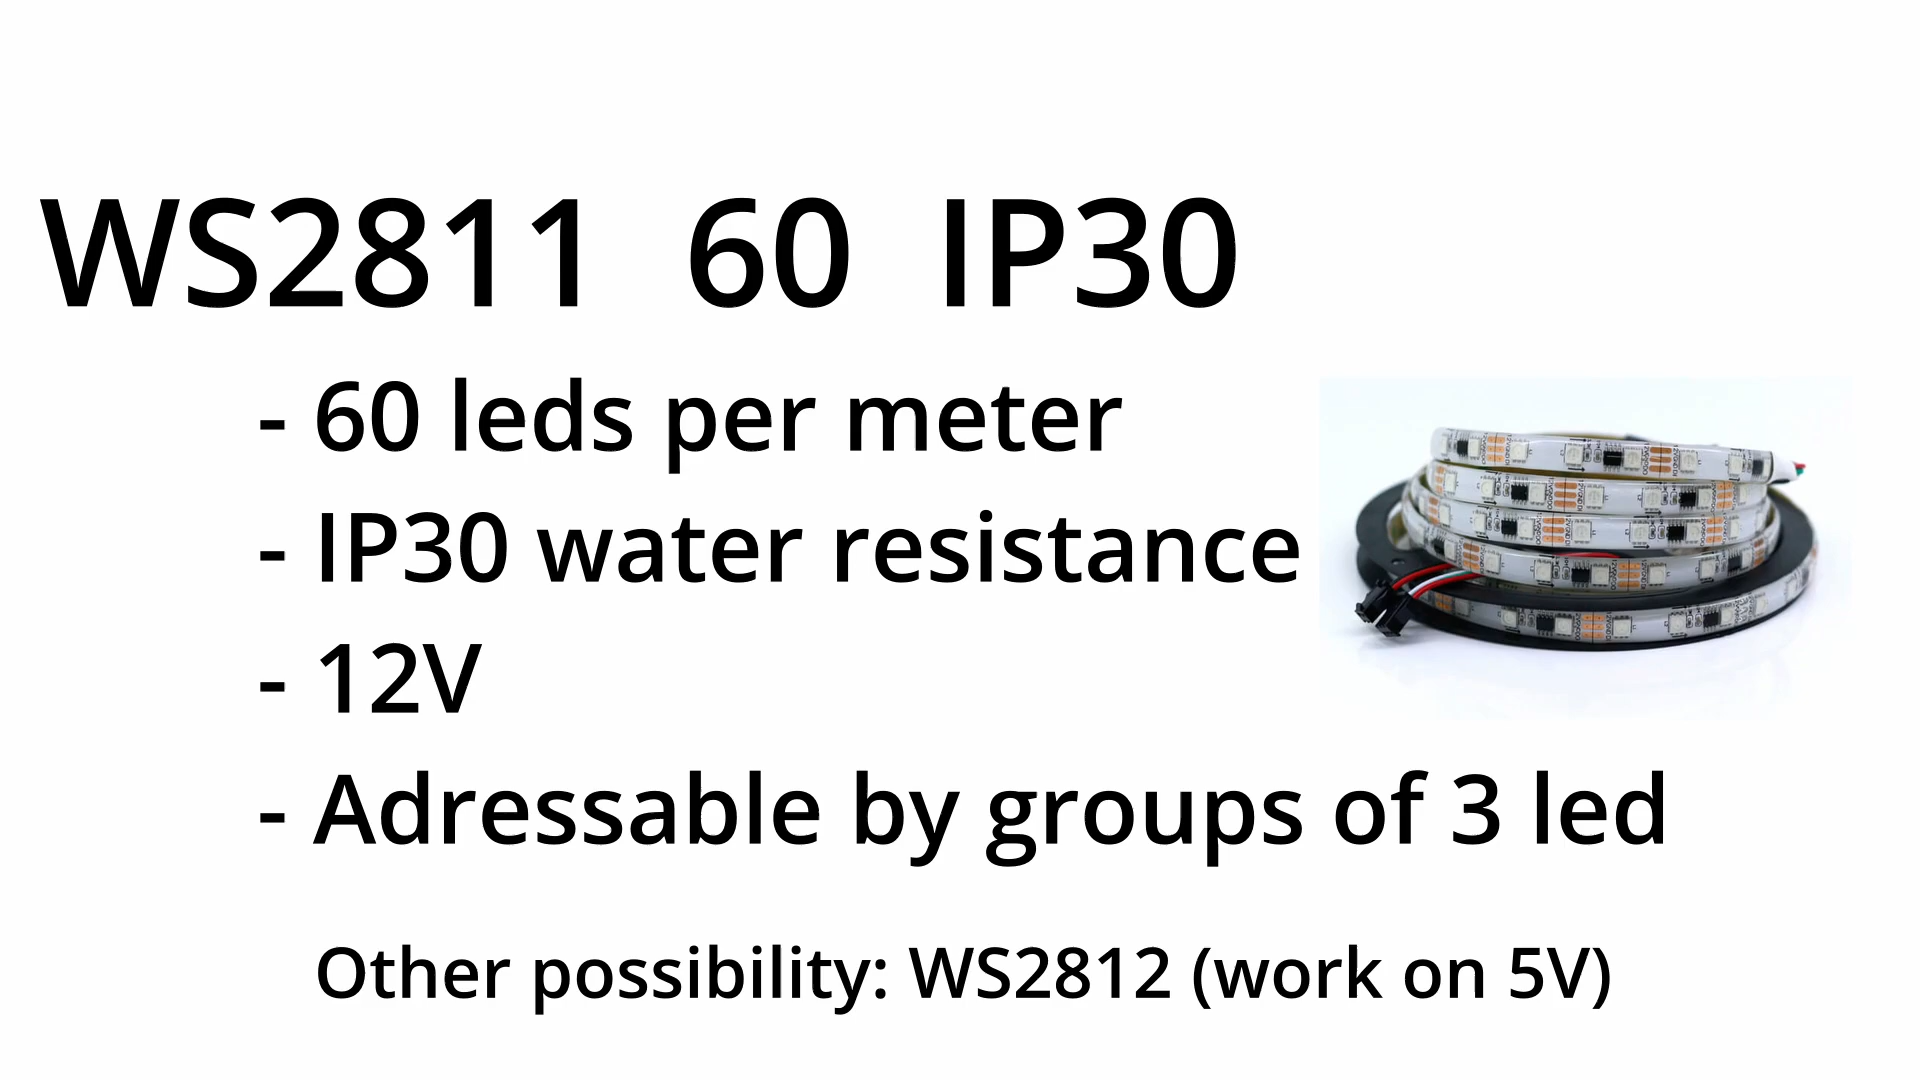 WS2811 60 IP30
- 60 leds per meter
- IP30 water resistance
- 12V
- Adressable by groups of 3 led
Other possibility: WS2812 (work on 5V)